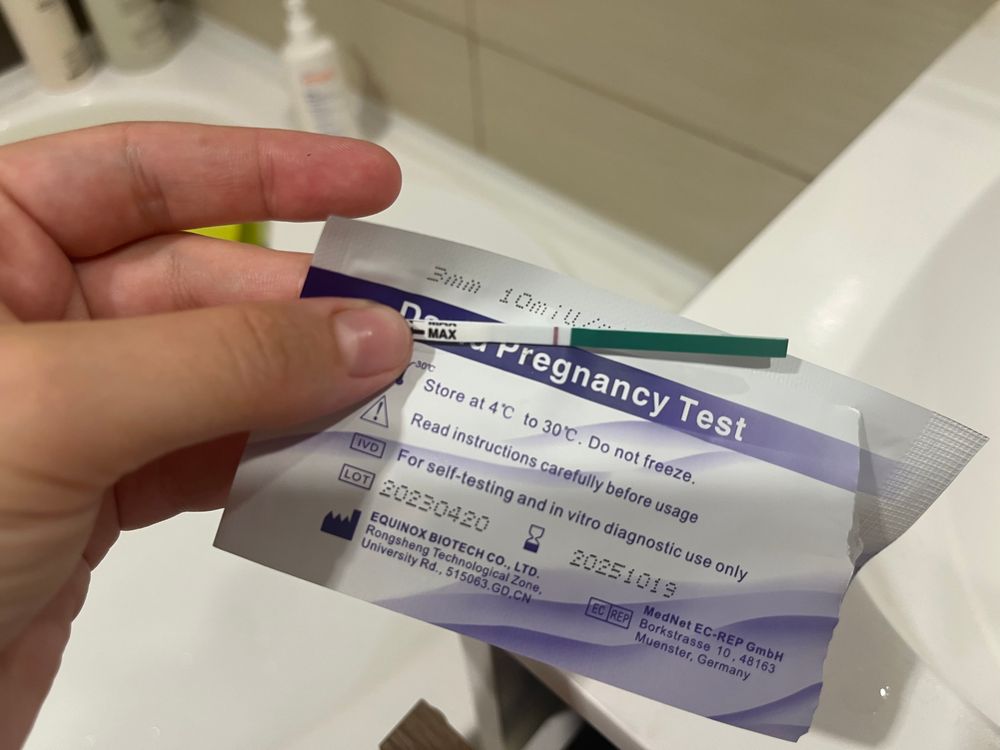 3mm 10mIU/
Pregnancy Test
MAX
30°C
Store at 4°C to 30°C. Do not freeze.
Read instructions carefully before usage
IVD
For self-testing and in vitro diagnostic use only
LOT 20230420
20251019
EQUINOX BIOTECH CO., LTD.
Rongsheng Technological Zone,
University Rd., 515063.GD,CN
EC REP
MedNet EC-REP GmbH
Borkstrasse 10, 48163
Muenster, Germany